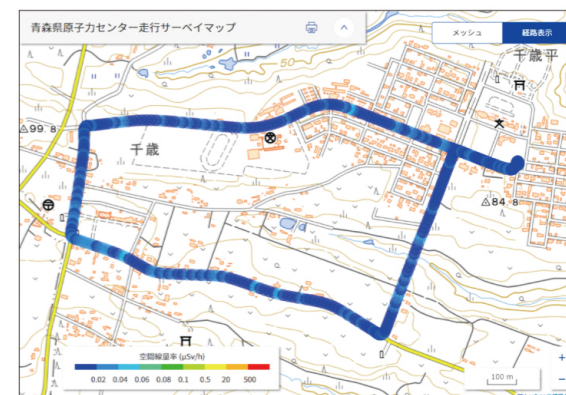 青森県原子力センター走行サーベイマップ
メッシュ
経路表示
千歳平
50
99.8
千歳
84.8
空間線量率 (μSv/h)
0.02 0.04 0.06 0.08 0.1 0.5 20 500
100 m
+
−